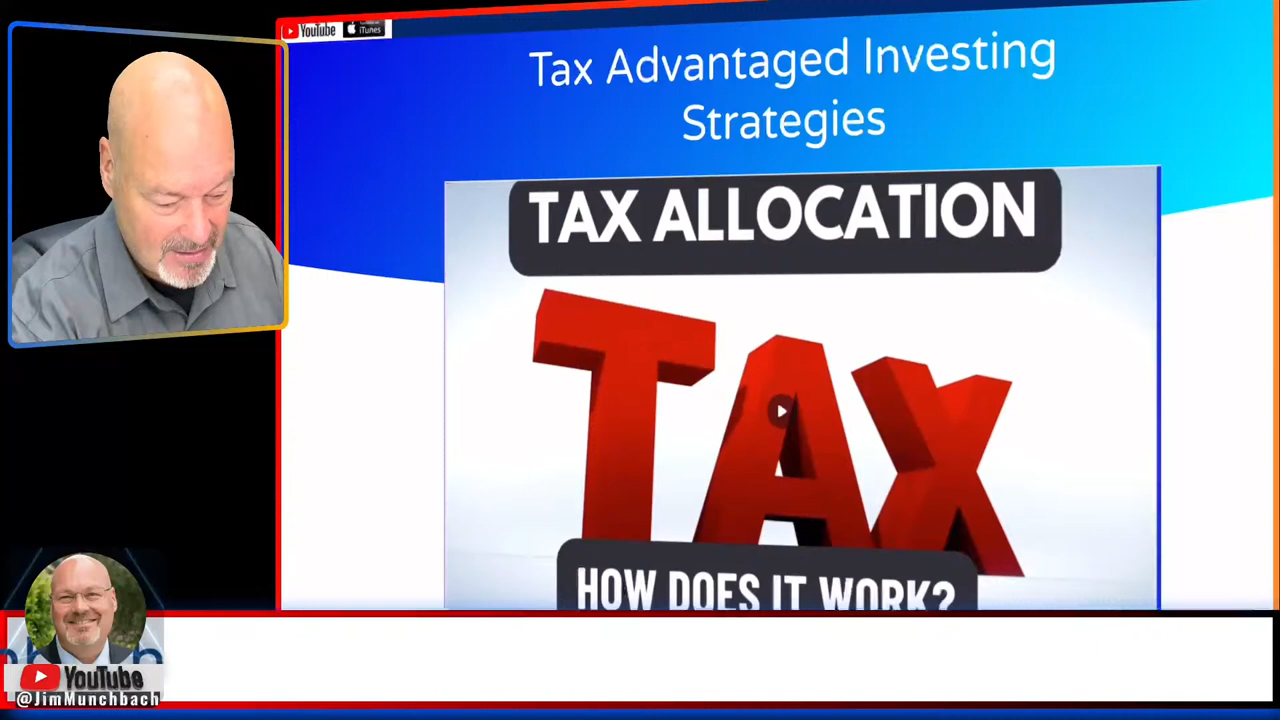 YouTube
iTunes
Tax Advantaged Investing
Strategies
TAX ALLOCATION
TAX
HOW DOES IT WORK?
YouTube
@JimMunchbach